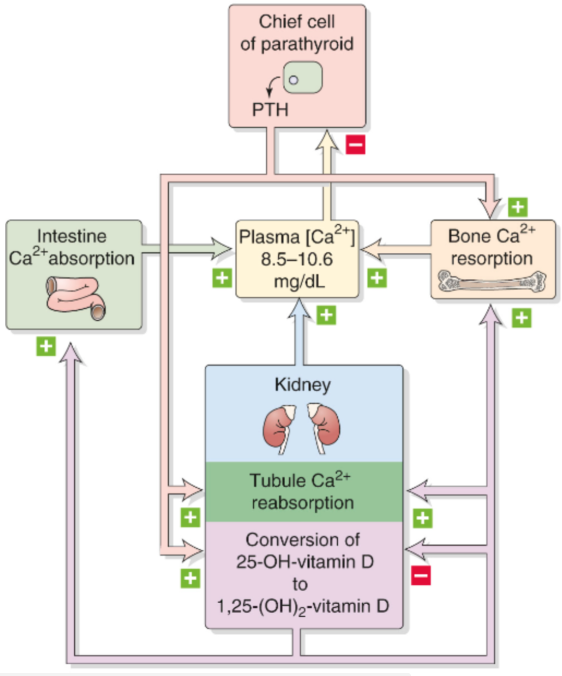 Chief cell
of parathyroid
PTH
−
+
Intestine
Ca²⁺absorption
Plasma [Ca²⁺]
8.5–10.6
mg/dL
Bone Ca²⁺
resorption
+
+
+
+
+
Kidney
Tubule Ca²⁺
reabsorption
+
+
Conversion of
25-OH-vitamin D
to
1,25-(OH)₂-vitamin D
+
−